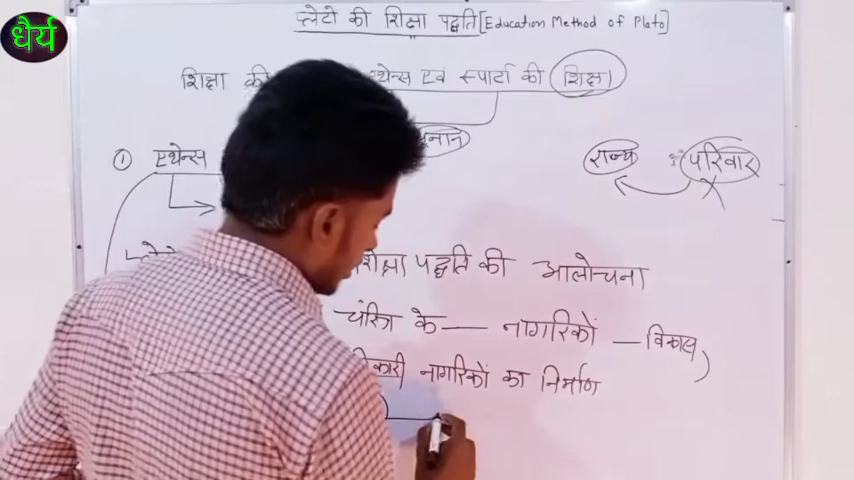 धैर्य
प्लेटो की शिक्षा पद्धति [Education Method of Plato]
शिक्षा की एथेन्स एवं स्पार्टा की शिक्षा
राज्य परिवार
① एथेन्स
शिक्षा पद्धति की आलोचना
चरित्र के — नागरिकों — विकास)
नागरिकों का निर्माण